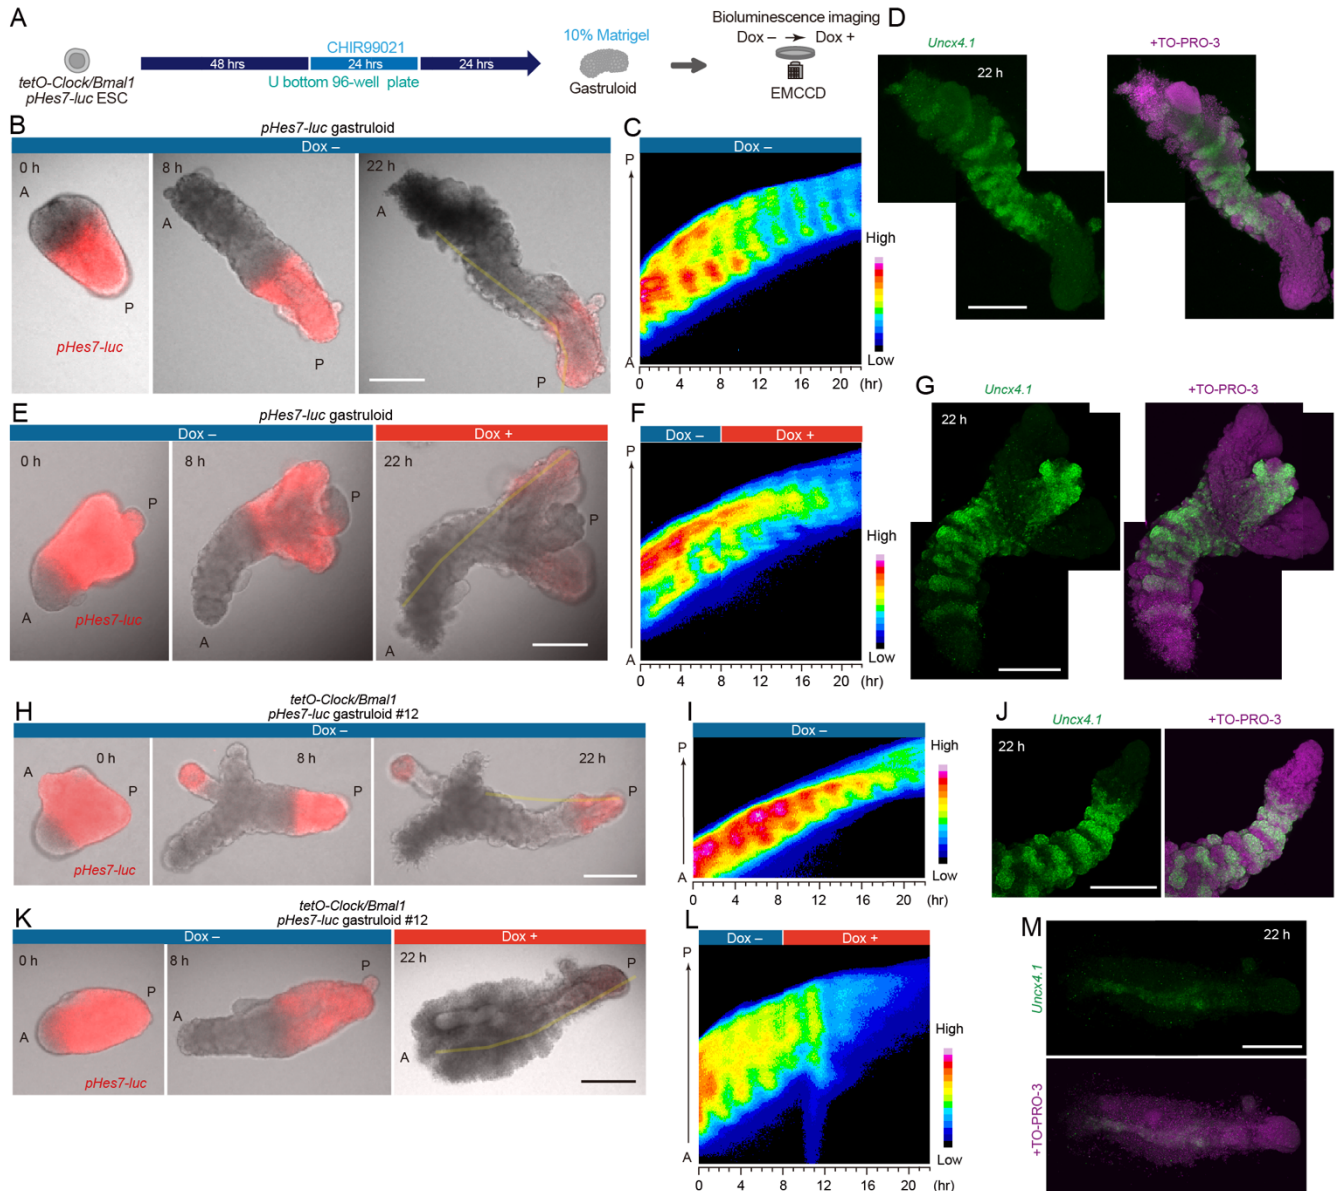 A
CHIR99021
48 hrs
24 hrs
24 hrs
U bottom 96-well plate
tetO-Clock/Bmal1
pHes7-luc ESC
10% Matrigel
Gastruloid
Bioluminescence imaging
Dox – → Dox +
EMCCD
B
pHes7-luc gastruloid
Dox –
0 h
A
P
pHes7-luc
8 h
A
P
22 h
A
P
C
Dox –
P
A
High
Low
0 4 8 12 16 20 (hr)
D
Uncx4.1
22 h
+TO-PRO-3
E
pHes7-luc gastruloid
Dox –
Dox +
0 h
P
A
pHes7-luc
8 h
P
A
22 h
P
A
F
Dox –
Dox +
P
A
High
Low
0 4 8 12 16 20 (hr)
G
Uncx4.1
22 h
+TO-PRO-3
H
tetO-Clock/Bmal1
pHes7-luc gastruloid #12
Dox –
A
0 h
P
pHes7-luc
8 h
P
A
22 h
P
A
I
Dox –
P
A
High
Low
0 4 8 12 16 20 (hr)
J
Uncx4.1
22 h
+TO-PRO-3
K
tetO-Clock/Bmal1
pHes7-luc gastruloid #12
Dox –
Dox +
0 h
P
A
pHes7-luc
8 h
P
A
22 h
P
A
L
Dox –
Dox +
P
A
High
Low
0 4 8 12 16 20 (hr)
M
22 h
Uncx4.1
+TO-PRO-3